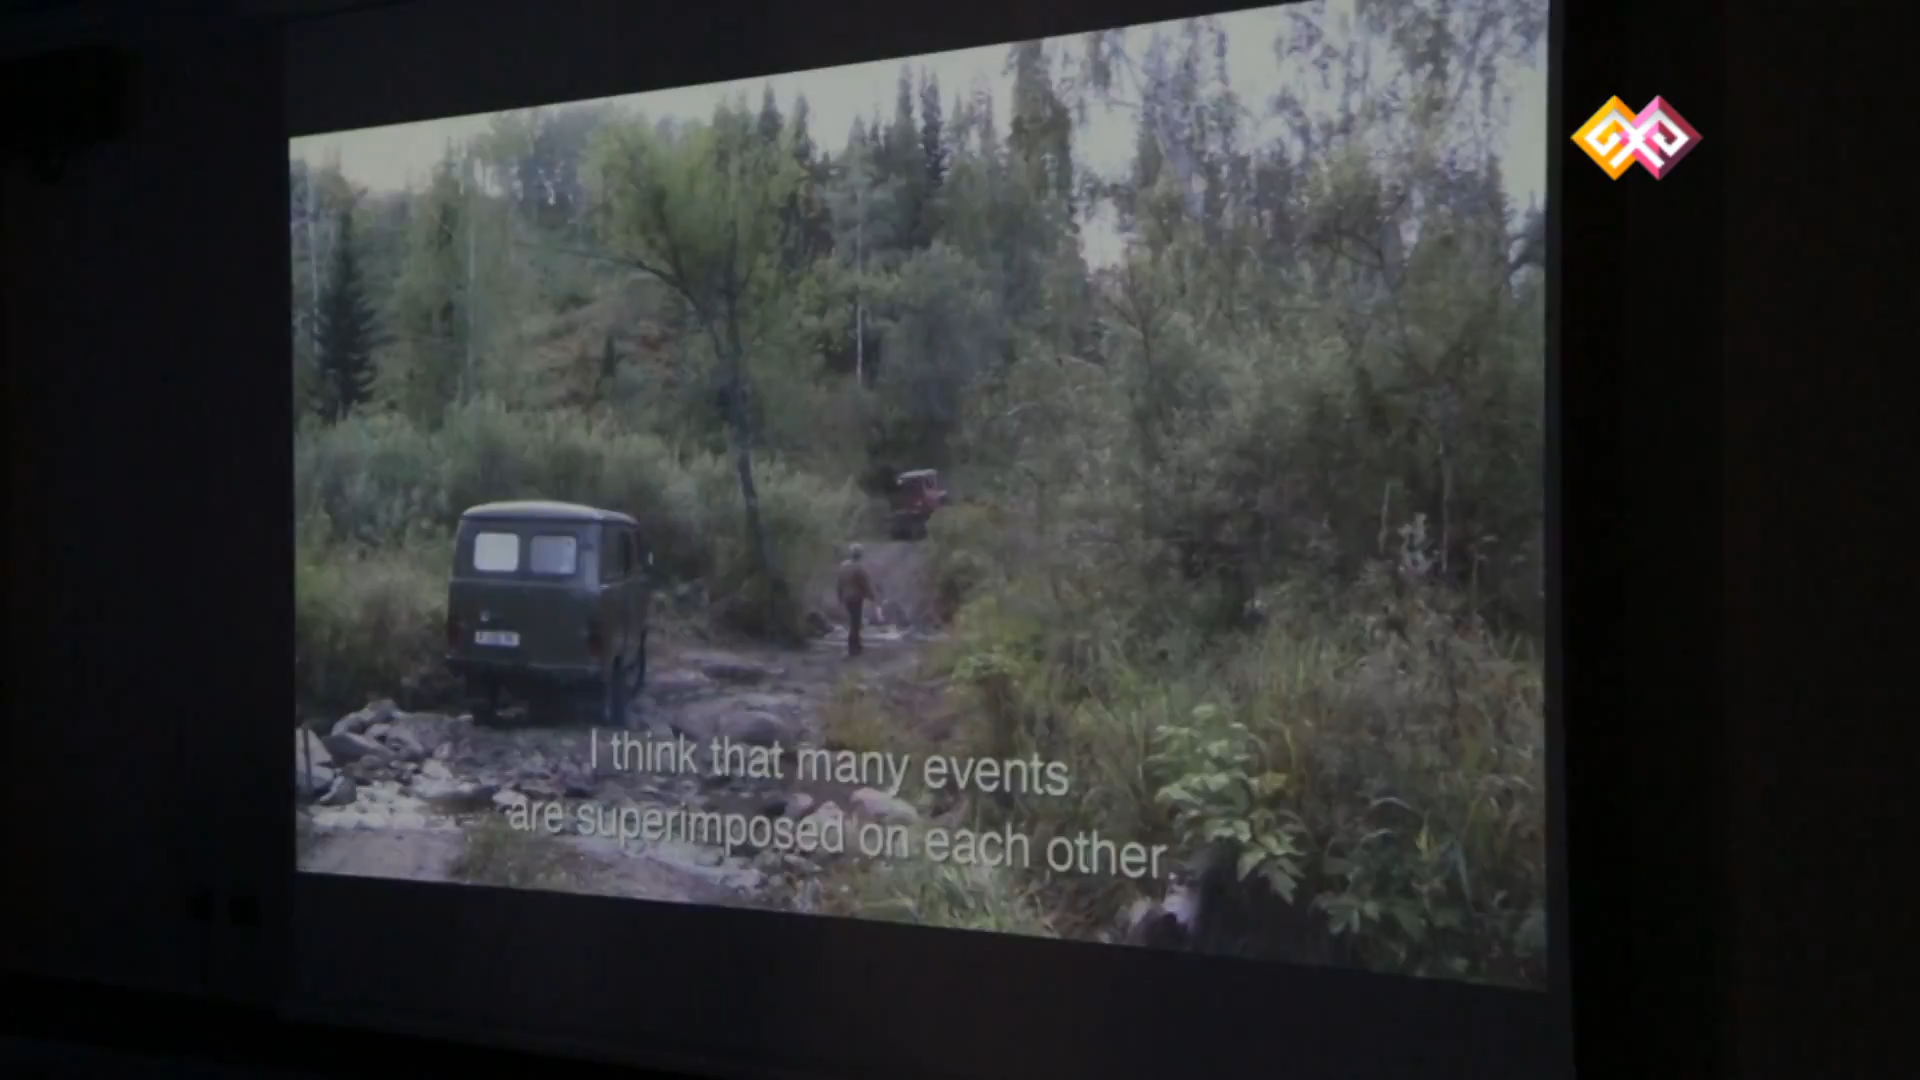 I think that many events
are superimposed on each other.